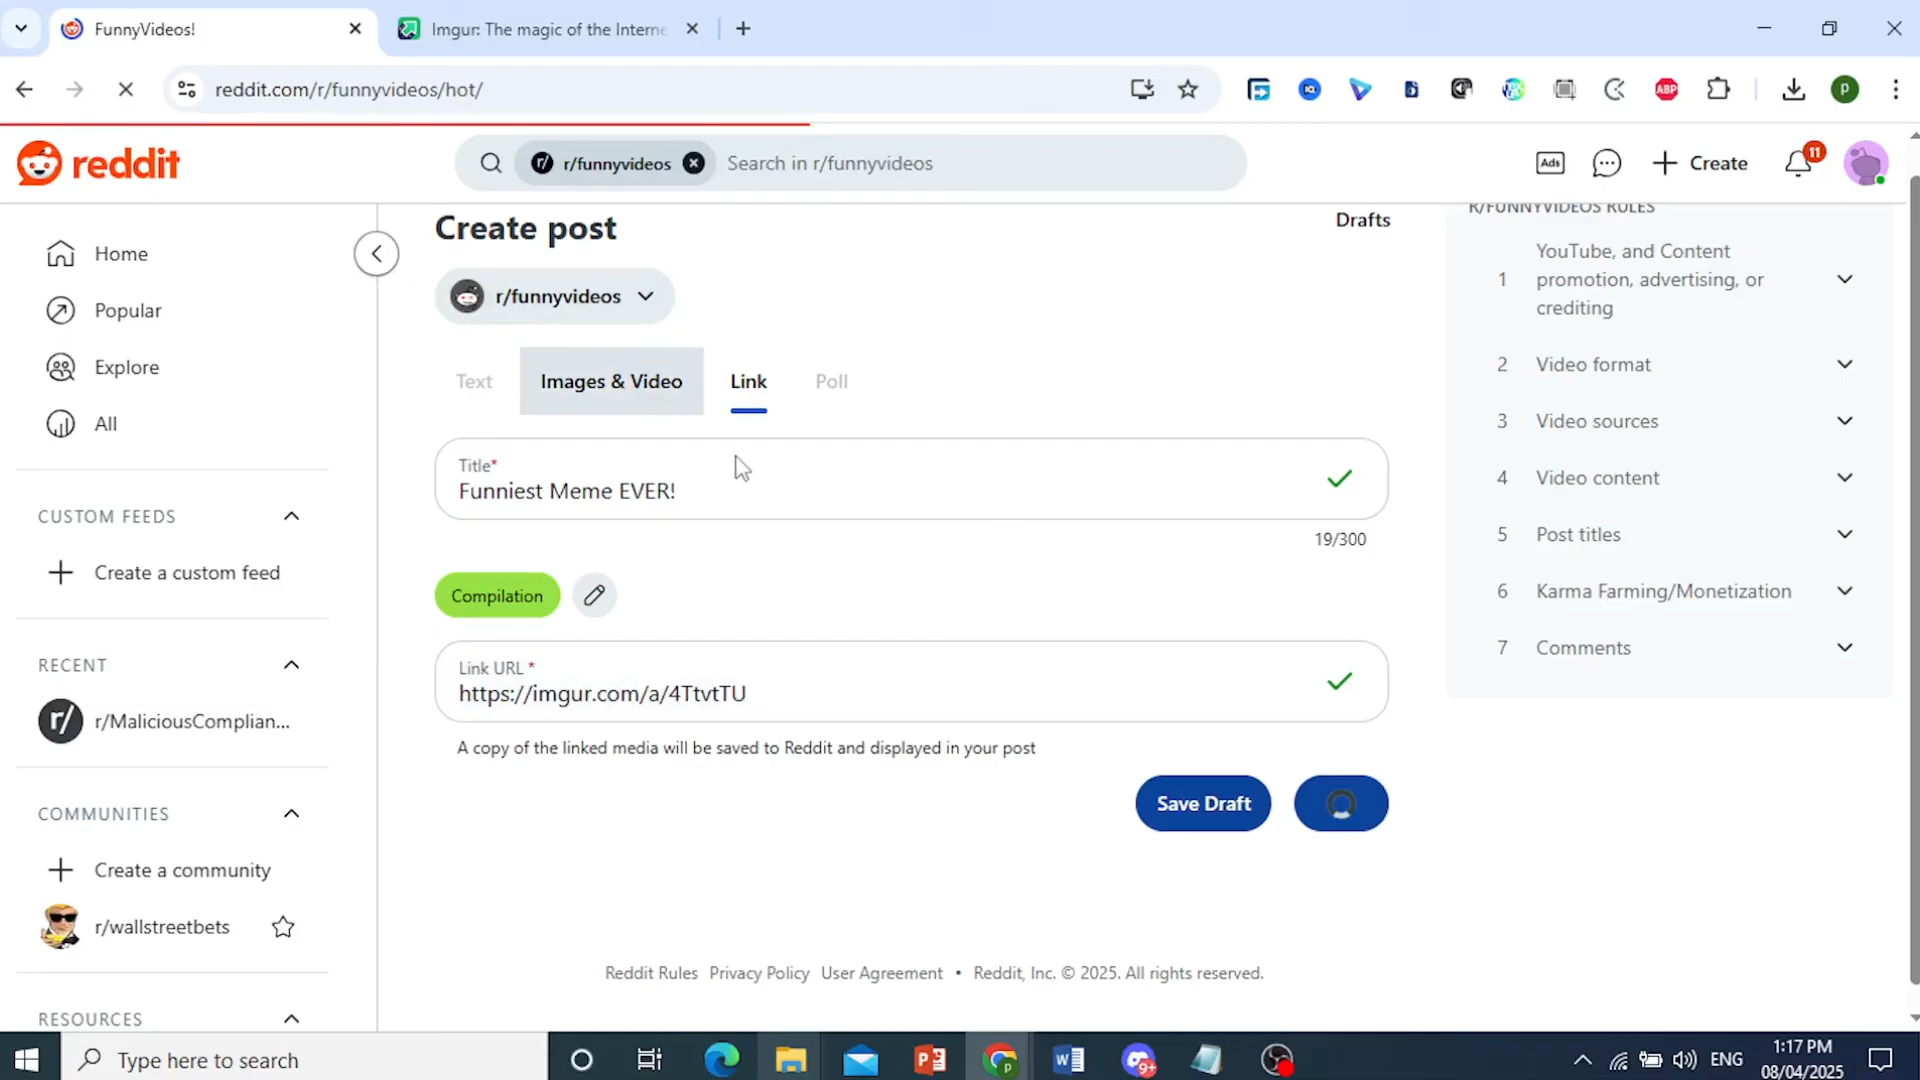 FunnyVideos!
Imgur: The magic of the Interne
reddit.com/r/funnyvideos/hot/
ABP
p
reddit
r/funnyvideos
Search in r/funnyvideos
Ads
Create
11
Home
Popular
Explore
All
CUSTOM FEEDS
Create a custom feed
RECENT
r/
r/MaliciousComplian...
COMMUNITIES
Create a community
r/wallstreetbets
RESOURCES
Create post
Drafts
r/funnyvideos
Text
Images & Video
Link
Poll
Title*
Funniest Meme EVER!
19/300
Compilation
Link URL *
https://imgur.com/a/4TtvtTU
A copy of the linked media will be saved to Reddit and displayed in your post
Save Draft
Reddit Rules Privacy Policy User Agreement • Reddit, Inc. © 2025. All rights reserved.
R/FUNNYVIDEOS RULES
1 YouTube, and Content
promotion, advertising, or
crediting
2 Video format
3 Video sources
4 Video content
5 Post titles
6 Karma Farming/Monetization
7 Comments
Type here to search
9+
ENG
1:17 PM
08/04/2025